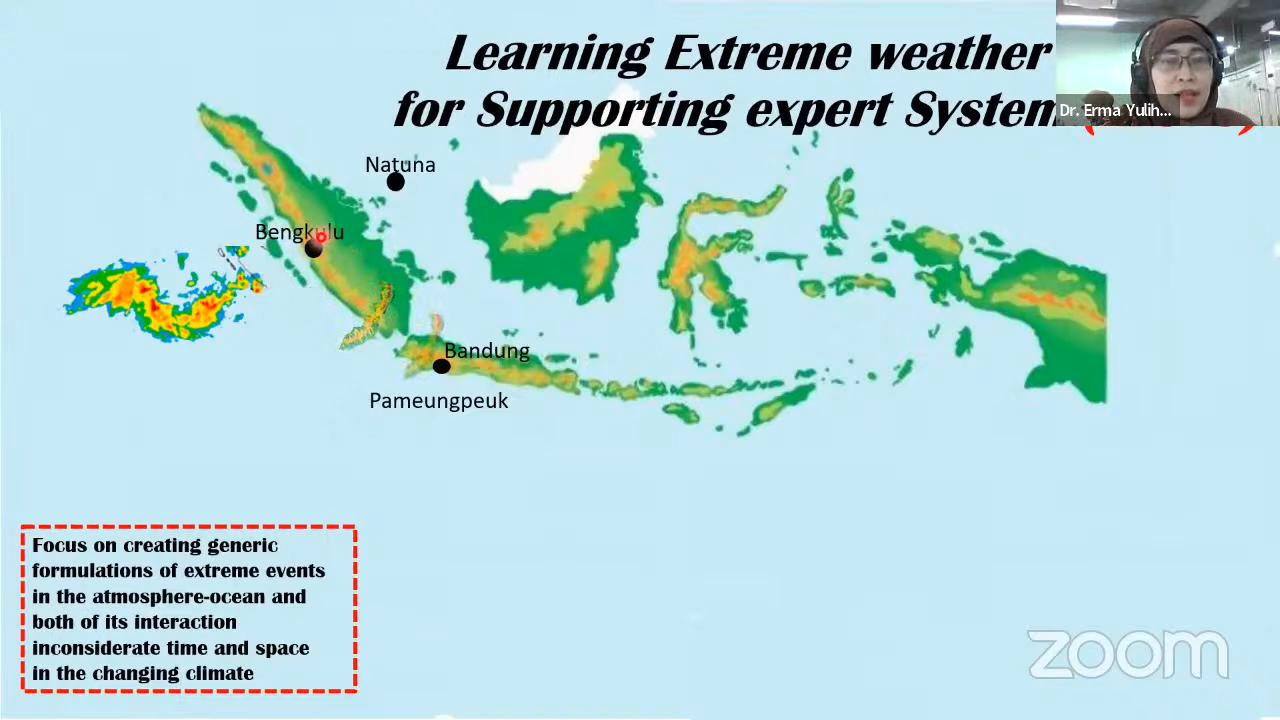 Learning Extreme weather
for Supporting expert System
Dr. Erma Yulih...
Natuna
Bengkulu
Bandung
Pameungpeuk
Focus on creating generic
formulations of extreme events
in the atmosphere-ocean and
both of its interaction
inconsiderate time and space
in the changing climate
zoom